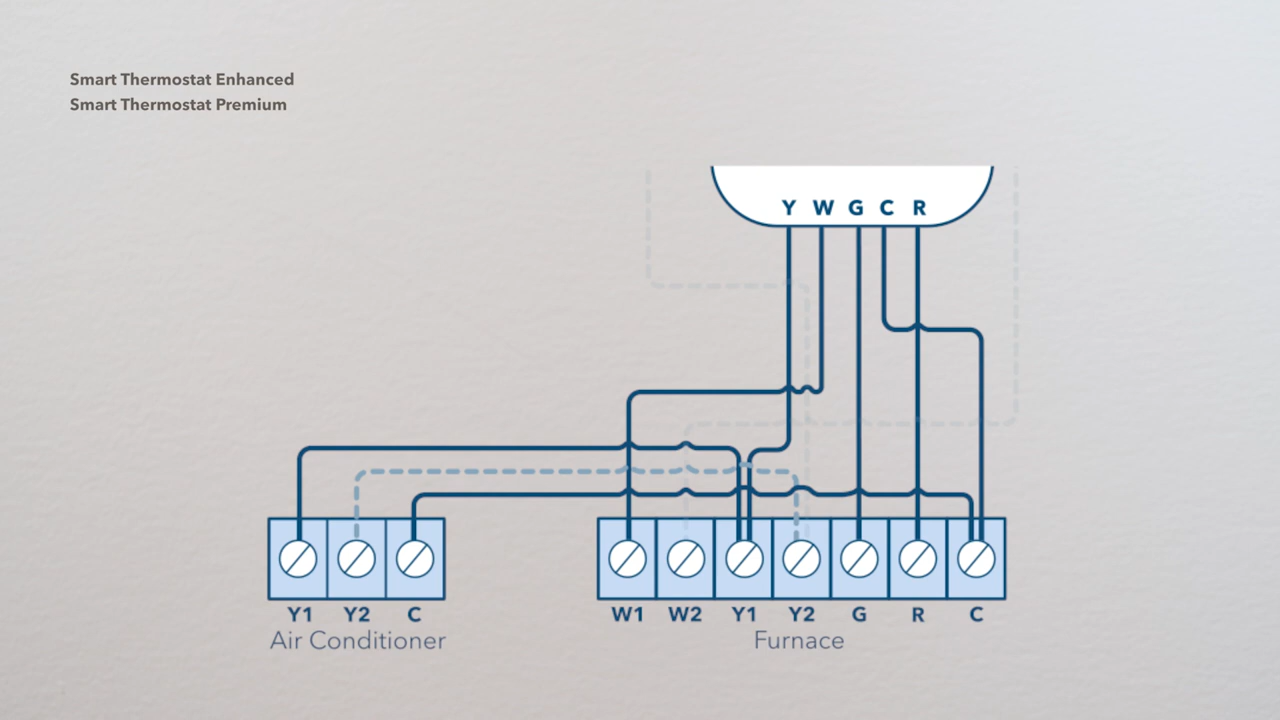 Smart Thermostat Enhanced
Smart Thermostat Premium
Y W G C R
Y1 Y2 C
Air Conditioner
W1 W2 Y1 Y2 G R C
Furnace